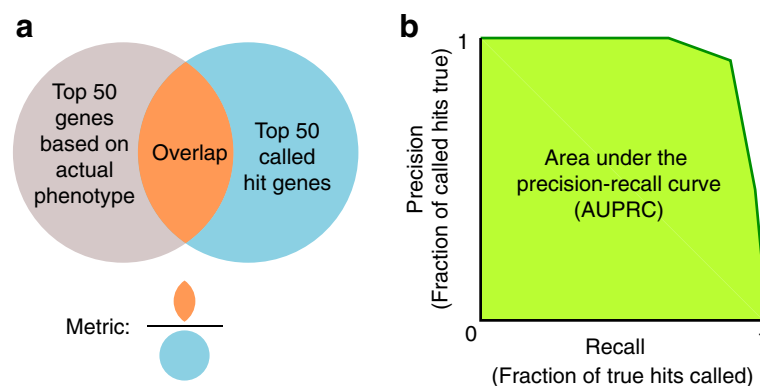 a
Top 50
genes
based on
actual
phenotype
Overlap
Top 50
called
hit genes
Metric:
b
1
Precision
(Fraction of called hits true)
Area under the
precision-recall curve
(AUPRC)
0
Recall
(Fraction of true hits called)